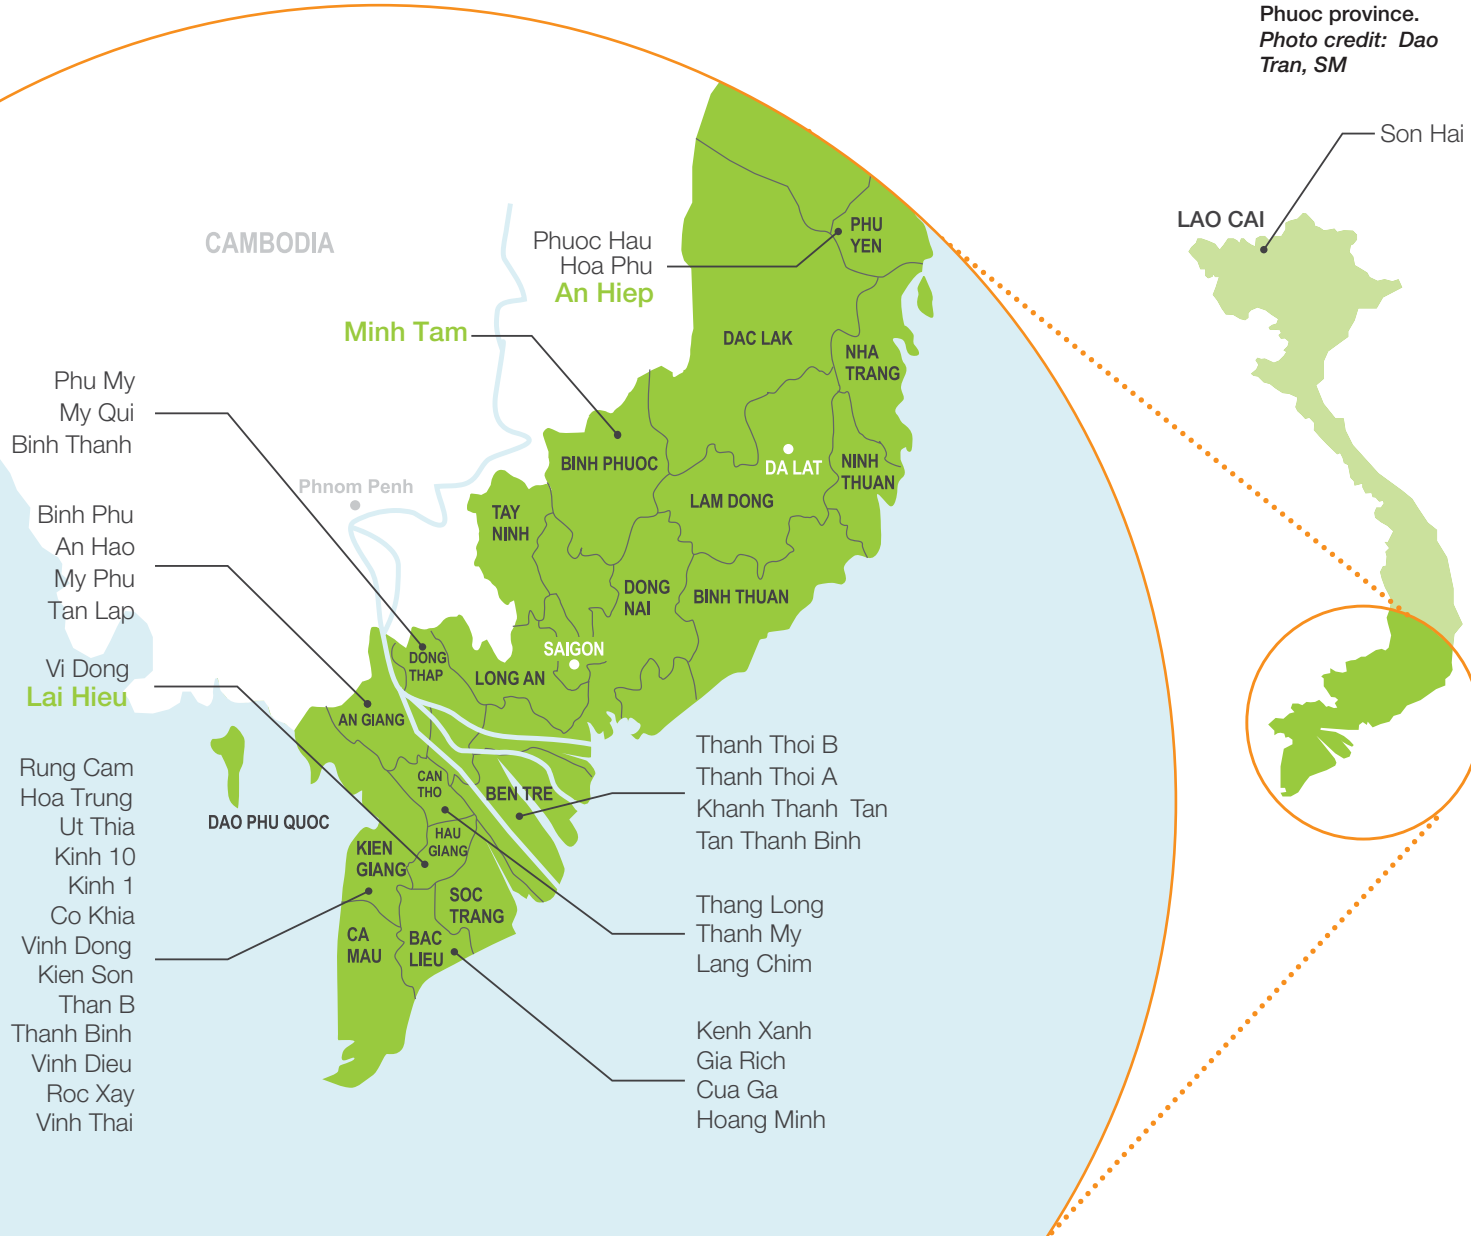 Phuoc province.
Photo credit: Dao
Tran, SM
Son Hai
LAO CAI
CAMBODIA
Phuoc Hau
Hoa Phu
An Hiep
PHU
YEN
Minh Tam
DAC LAK
NHA
TRANG
Phu My
My Qui
Binh Thanh
BINH PHUOC
DA LAT
NINH
THUAN
Phnom Penh
TAY
NINH
LAM DONG
Binh Phu
An Hao
My Phu
Tan Lap
DONG
NAI
BINH THUAN
SAIGON
DONG
THAP
LONG AN
Vi Dong
Lai Hieu
AN GIANG
Rung Cam
Hoa Trung
Ut Thia
Kinh 10
Kinh 1
Co Khia
Vinh Dong
Kien Son
Than B
Thanh Binh
Vinh Dieu
Roc Xay
Vinh Thai
DAO PHU QUOC
CAN
THO
BEN TRE
HAU
GIANG
KIEN
GIANG
SOC
TRANG
CA
MAU
BAC
LIEU
Thanh Thoi B
Thanh Thoi A
Khanh Thanh Tan
Tan Thanh Binh
Thang Long
Thanh My
Lang Chim
Kenh Xanh
Gia Rich
Cua Ga
Hoang Minh